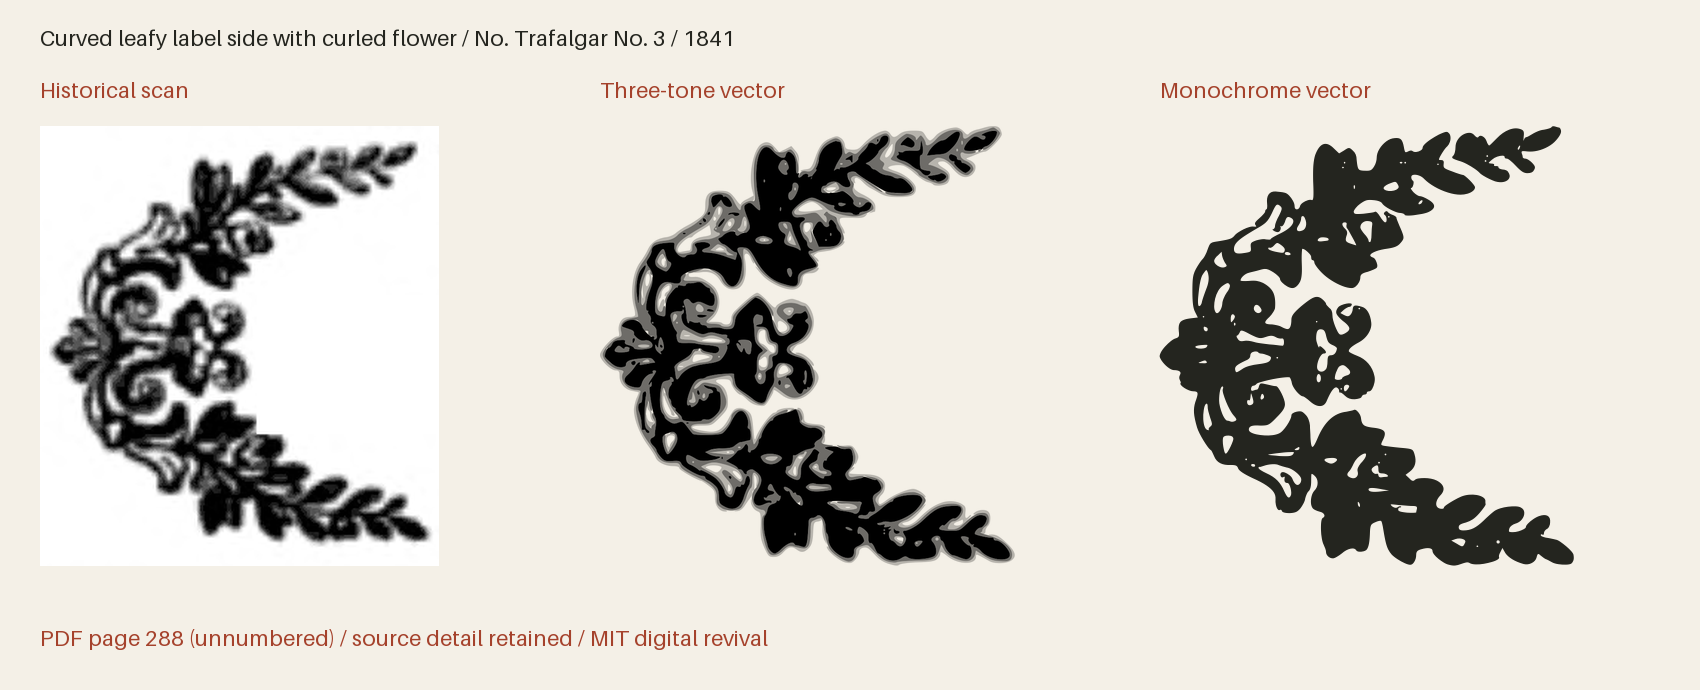 Curved leafy label side with curled flower / No. Trafalgar No. 3 / 1841
Historical scan
Three-tone vector
Monochrome vector
PDF page 288 (unnumbered) / source detail retained / MIT digital revival